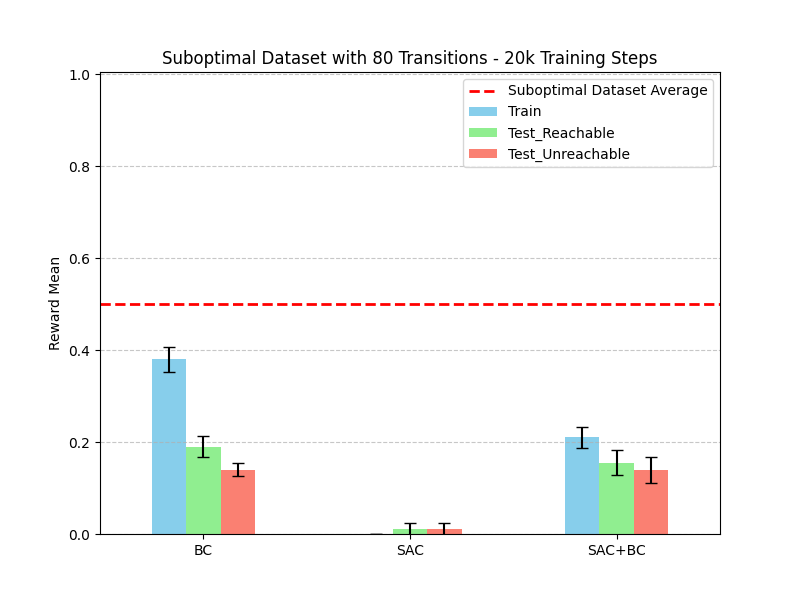 Suboptimal Dataset with 80 Transitions - 20k Training Steps
1.0
0.8
0.6
0.4
0.2
0.0
Reward Mean
Suboptimal Dataset Average
Train
Test_Reachable
Test_Unreachable
BC
SAC
SAC+BC